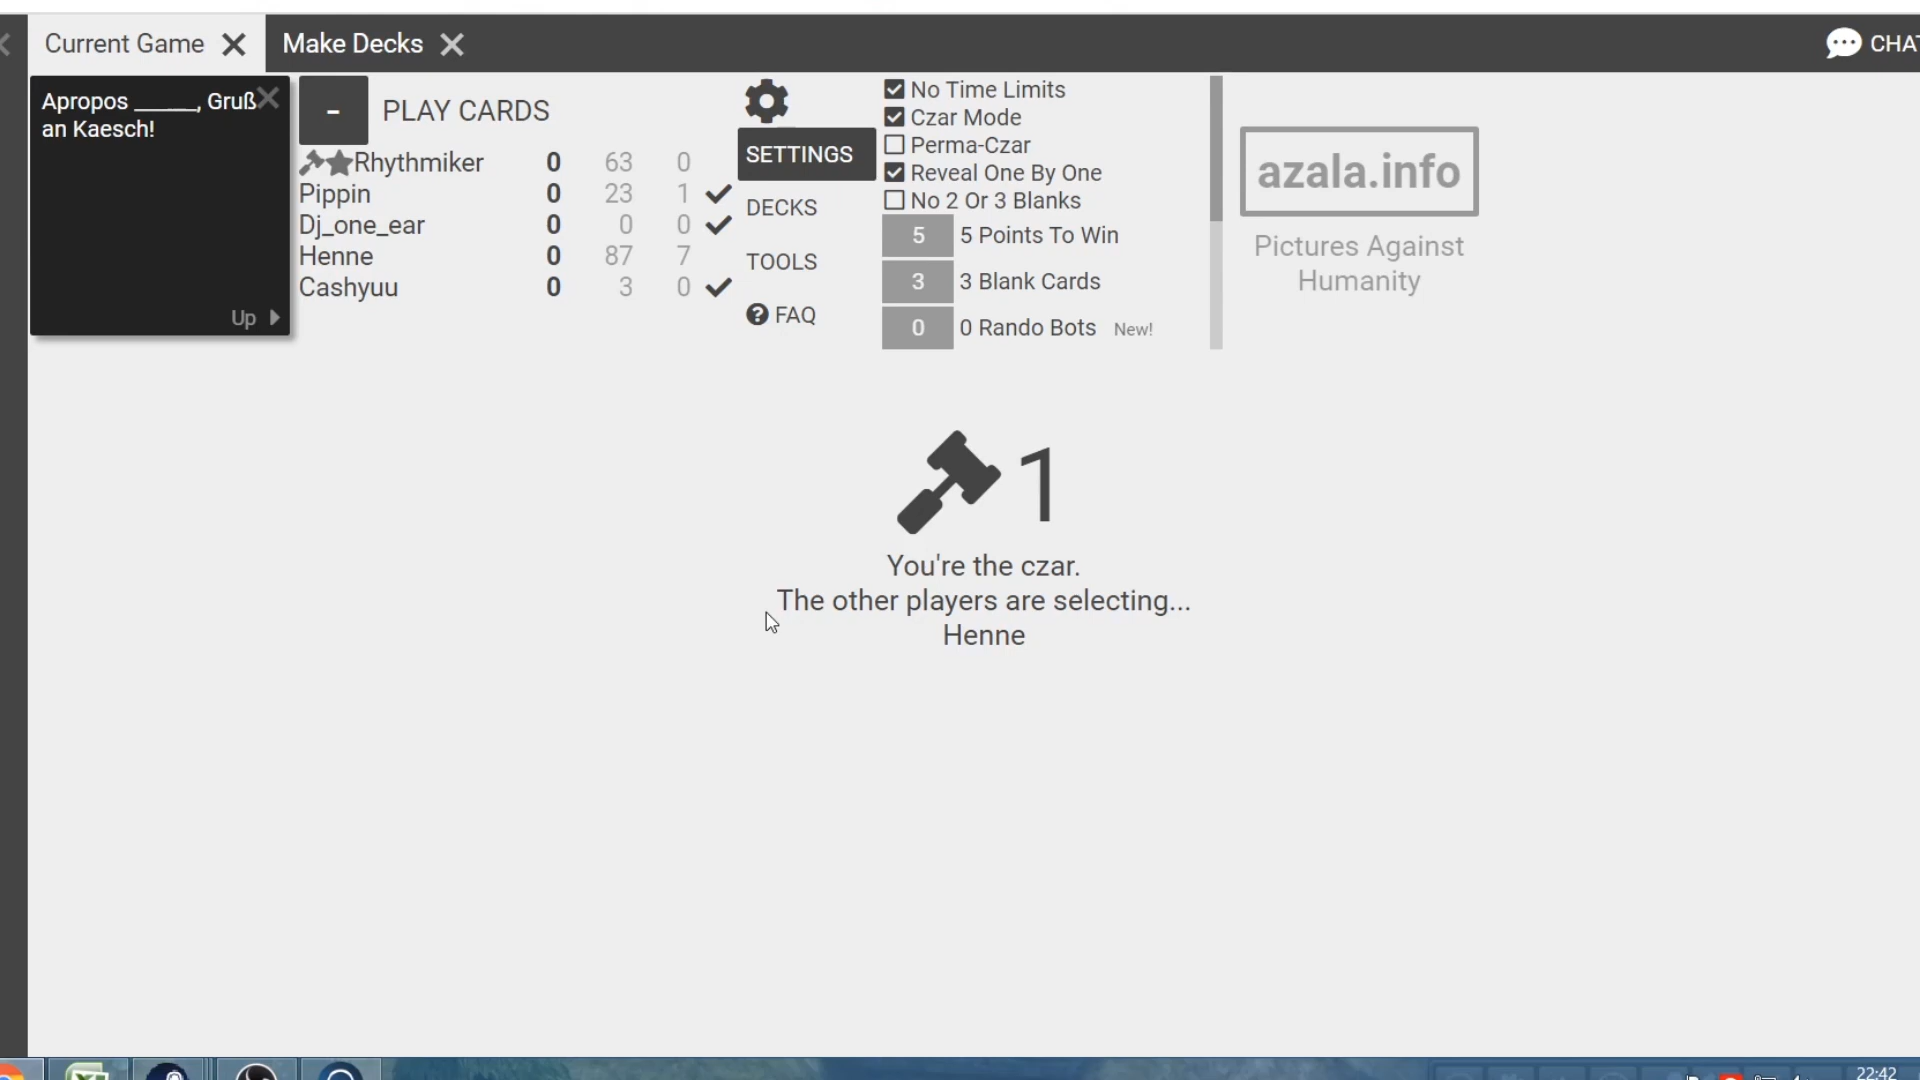 Current Game
Make Decks
CHAT
Apropos ______, Gruß
an Kaesch!
Up
-
PLAY CARDS
Rhythmiker 0 63 0
Pippin 0 23 1
Dj_one_ear 0 0 0
Henne 0 87 7
Cashyuu 0 3 0
SETTINGS
DECKS
TOOLS
? FAQ
No Time Limits
Czar Mode
Perma-Czar
Reveal One By One
No 2 Or 3 Blanks
5 5 Points To Win
3 3 Blank Cards
0 0 Rando Bots New!
azala.info
Pictures Against
Humanity
1
You're the czar.
The other players are selecting...
Henne
22:42